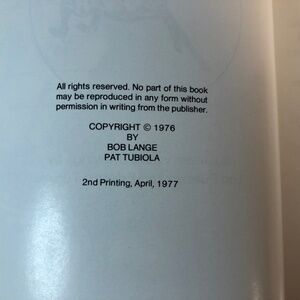 All rights reserved. No part of this book
may be reproduced in any form without
permission in writing from the publisher.
COPYRIGHT © 1976
BY
BOB LANGE
PAT TUBIOLA
2nd Printing, April, 1977